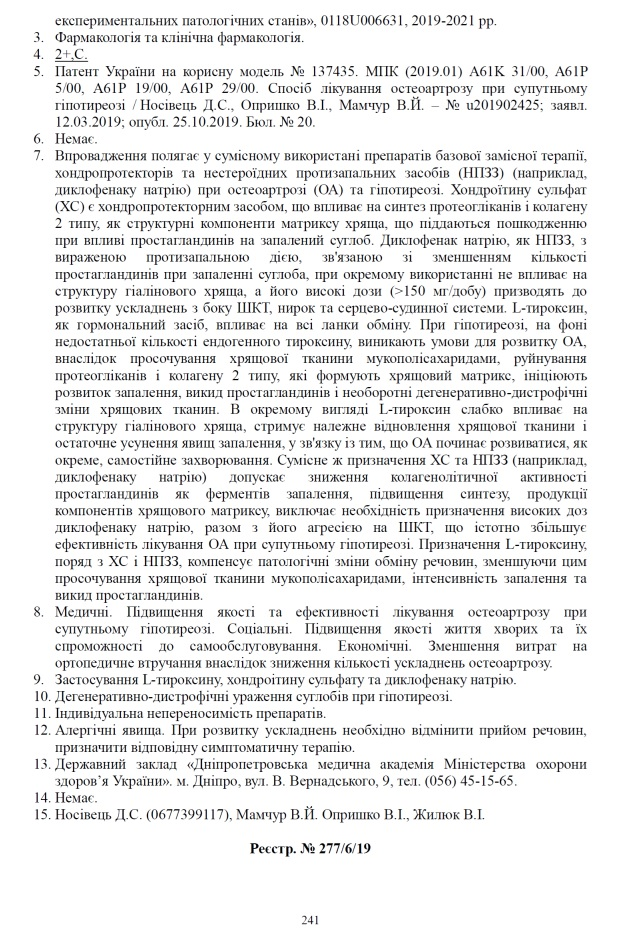 експериментальних патологічних станів», 0118U006631, 2019-2021 рр.
3. Фармакологія та клінічна фармакологія.
4. 2+,С.
5. Патент України на корисну модель № 137435. МПК (2019.01) A61K 31/00, A61P
5/00, A61P 19/00, A61P 29/00. Спосіб лікування остеоартрозу при супутньому
гіпотиреозі / Носівець Д.С., Опришко В.І., Мамчур В.Й. – № u201902425; заявл.
12.03.2019; опубл. 25.10.2019. Бюл. № 20.
6. Немає.
7. Впровадження полягає у сумісному використані препаратів базової замісної терапії,
хондропротекторів та нестероїдних протизапальних засобів (НПЗЗ) (наприклад,
диклофенаку натрію) при остеоартрозі (ОА) та гіпотиреозі. Хондроїтину сульфат
(ХС) є хондропротекторним засобом, що впливає на синтез протеогліканів і колагену
2 типу, як структурні компоненти матриксу хряща, що піддаються пошкодженню
при впливі простагландинів на запалений суглоб. Диклофенак натрію, як НПЗЗ, з
вираженою протизапальною дією, зв'язаною зі зменшенням кількості
простагландинів при запаленні суглоба, при окремому використанні не впливає на
структуру гіалінового хряща, а його високі дози (>150 мг/добу) призводять до
розвитку ускладнень з боку ШКТ, нирок та серцево-судинної системи. L-тироксин,
як гормональний засіб, впливає на всі ланки обміну. При гіпотиреозі, на фоні
недостатньої кількості ендогенного тироксину, виникають умови для розвитку ОА,
внаслідок просочування хрящової тканини мукополісахаридами, руйнування
протеогліканів і колагену 2 типу, які формують хрящовий матрикс, ініціюють
розвиток запалення, викид простагландинів і необоротні дегенеративно-дистрофічні
зміни хрящових тканин. В окремому вигляді L-тироксин слабко впливає на
структуру гіалінового хряща, стримує належне відновлення хрящової тканини і
остаточне усунення явищ запалення, у зв'язку із тим, що ОА починає розвиватися, як
окреме, самостійне захворювання. Сумісне ж призначення ХС та НПЗЗ (наприклад,
диклофенаку натрію) допускає зниження колагенолітичної активності
простагландинів як ферментів запалення, підвищення синтезу, продукції
компонентів хрящового матриксу, виключає необхідність призначення високих доз
диклофенаку натрію, разом з його агресією на ШКТ, що істотно збільшує
ефективність лікування ОА при супутньому гіпотиреозі. Призначення L-тироксину,
поряд з ХС і НПЗЗ, компенсує патологічні зміни обміну речовин, зменшуючи цим
просочування хрящової тканини мукополісахаридами, інтенсивність запалення та
викид простагландинів.
8. Медичні. Підвищення якості та ефективності лікування остеоартрозу при
супутньому гіпотиреозі. Соціальні. Підвищення якості життя хворих та їх
спроможності до самообслуговування. Економічні. Зменшення витрат на
ортопедичне втручання внаслідок зниження кількості ускладнень остеоартрозу.
9. Застосування L-тироксину, хондроітину сульфату та диклофенаку натрію.
10. Дегенеративно-дистрофічні ураження суглобів при гіпотиреозі.
11. Індивідуальна непереносимість препаратів.
12. Алергічні явища. При розвитку ускладнень необхідно відмінити прийом речовин,
призначити відповідну симптоматичну терапію.
13. Державний заклад «Дніпропетровська медична академія Міністерства охорони
здоров’я України». м. Дніпро, вул. В. Вернадського, 9, тел. (056) 45-15-65.
14. Немає.
15. Носівець Д.С. (0677399117), Мамчур В.Й. Опришко В.І., Жилюк В.І.
Реєстр. № 277/6/19
241